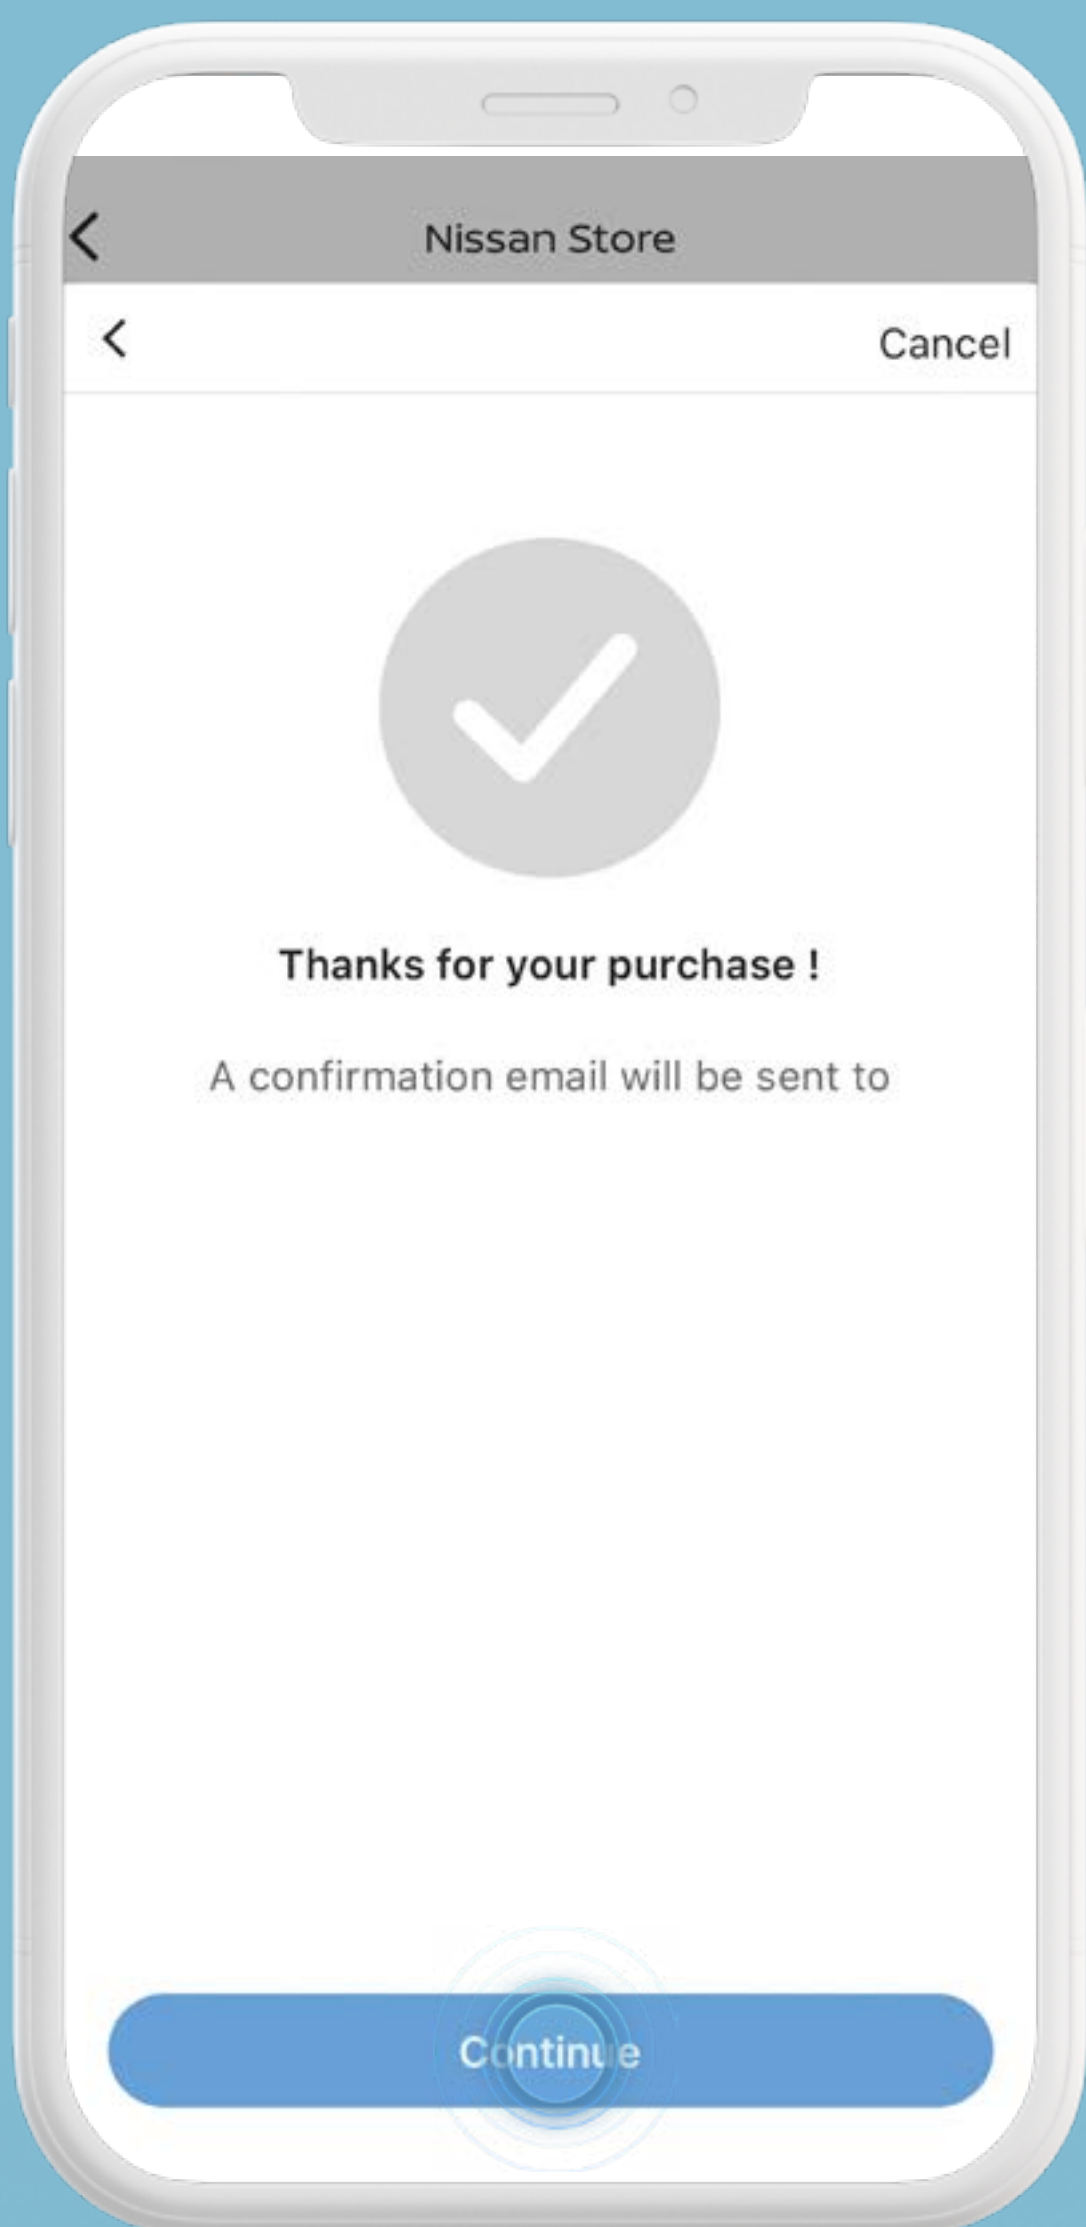 Nissan Store
Cancel
Thanks for your purchase !
A confirmation email will be sent to
Continue